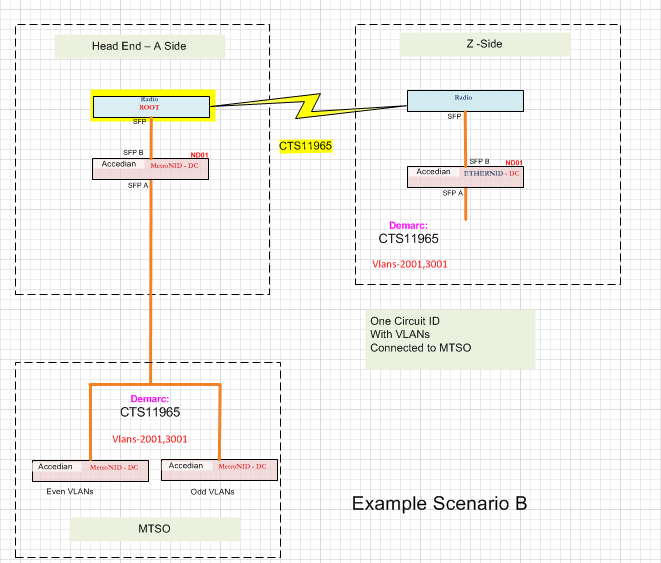 Head End – A Side
Radio
ROOT
SFP
SFP B
ND01
Accedian MetroNID - DC
SFP A
CTS11965
Z -Side
Radio
SFP
SFP B
ND01
Accedian ETHERNID - DC
SFP A
Demarc:
CTS11965
Vlans-2001,3001
One Circuit ID
With VLANs
Connected to MTSO
Demarc:
CTS11965
Vlans-2001,3001
Accedian MetroNID - DC
Accedian MetroNID - DC
Even VLANs
Odd VLANs
MTSO
Example Scenario B